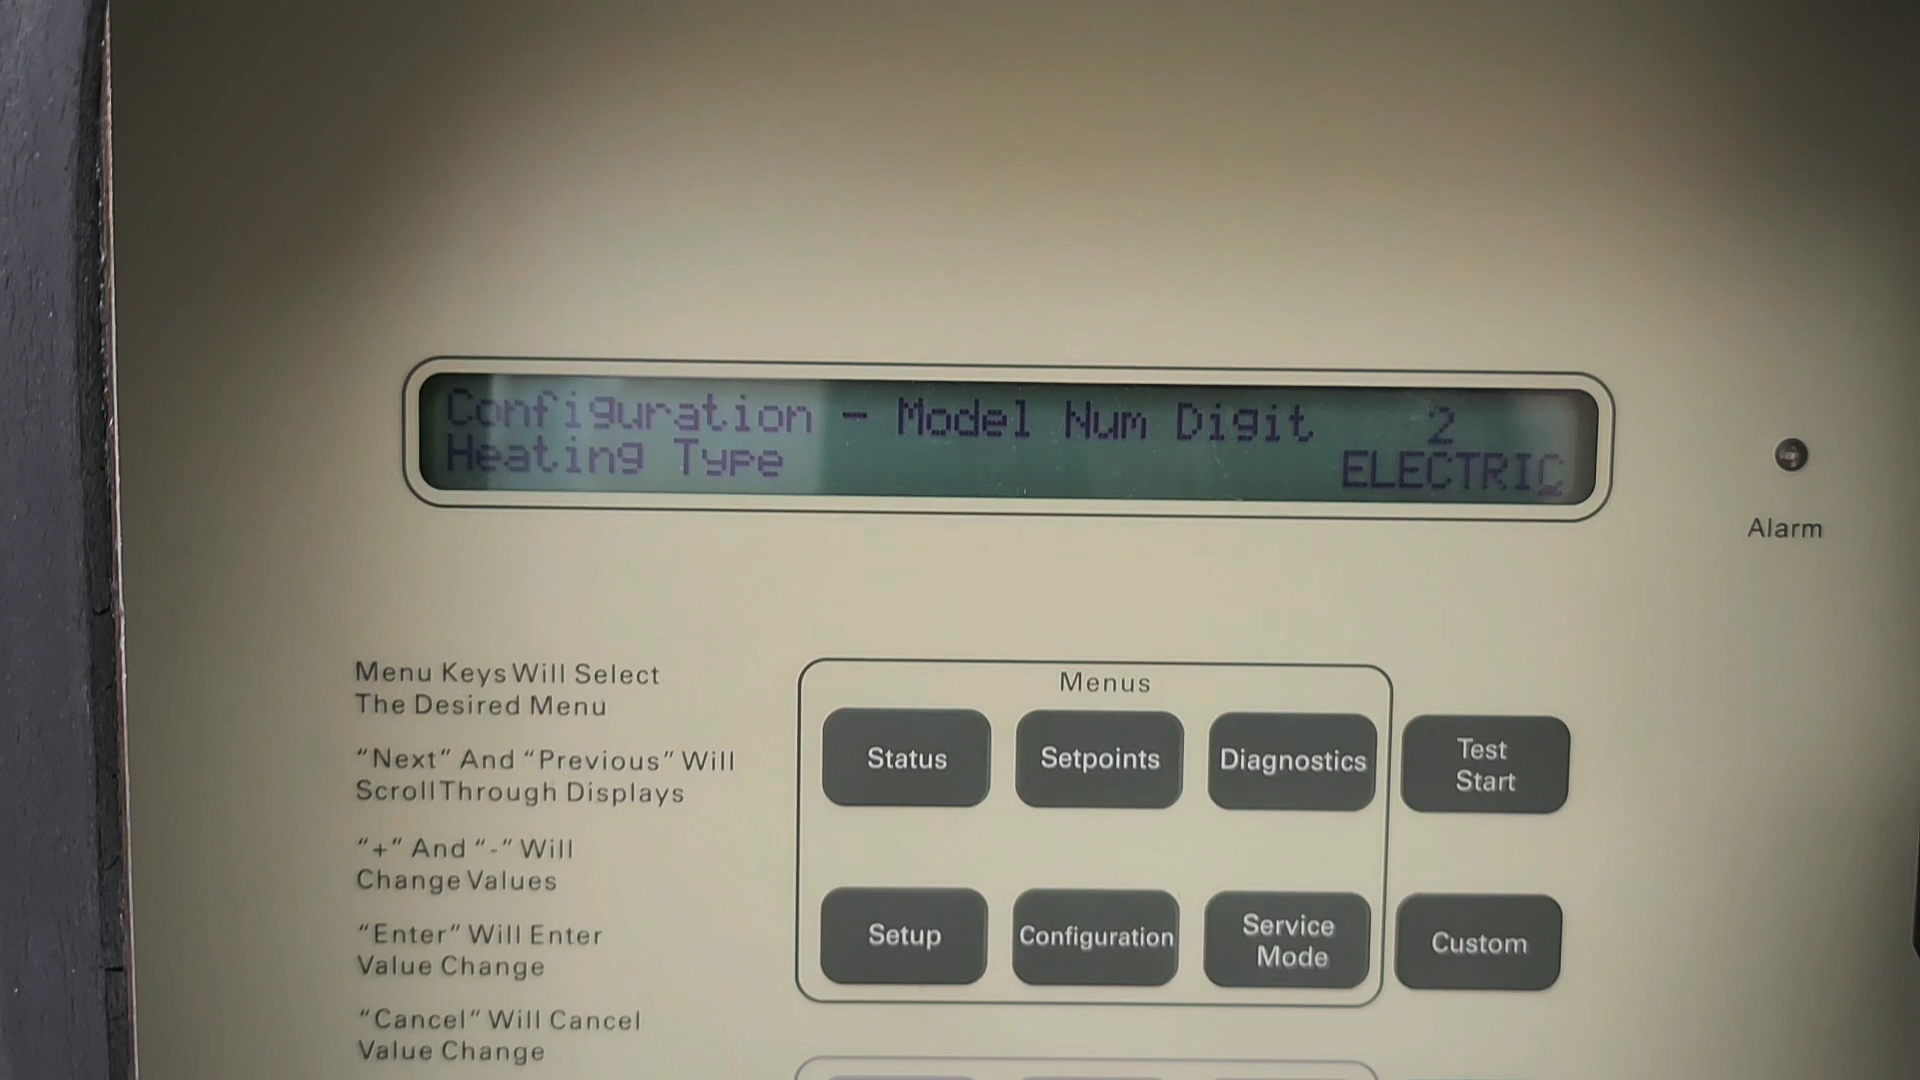 Configuration - Model Num Digit 2
Heating Type ELECTRIC
Alarm
Menu Keys Will Select
The Desired Menu
"Next" And "Previous" Will
Scroll Through Displays
"+" And "-" Will
Change Values
"Enter" Will Enter
Value Change
"Cancel" Will Cancel
Value Change
Menus
Status
Setpoints
Diagnostics
Test
Start
Setup
Configuration
Service
Mode
Custom